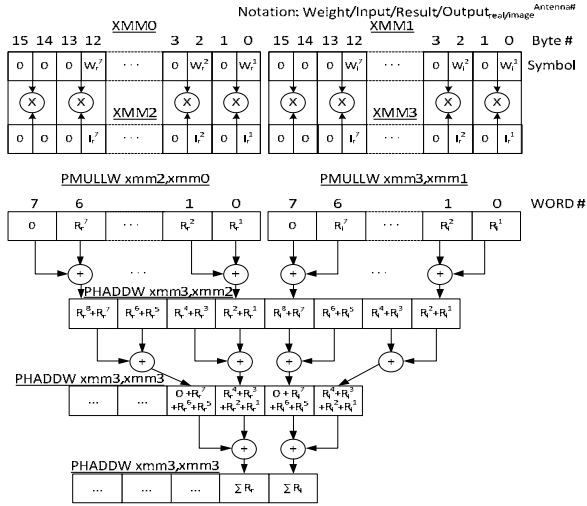 Notation: Weight/Input/Result/Output real/image Antenna#
XMM0 XMM1
15 14 13 12 ... 3 2 1 0 15 14 13 12 ... 3 2 1 0 Byte #
0 0 0 Wr7 ... 0 Wr2 0 Wr1 0 0 0 Wi7 ... 0 Wi2 0 Wi1 Symbol
X X X X X X X X
XMM2 XMM3
0 0 0 Ir7 ... 0 Ir2 0 Ir1 0 0 0 Ir7 ... 0 Ir2 0 Ir1
PMULLW xmm2,xmm0 PMULLW xmm3,xmm1
7 6 ... 1 0 7 6 ... 1 0 WORD #
0 Rr7 ... Rr2 Rr1 0 Ri7 ... Ri2 Ri1
+ ... + + ... +
PHADDW xmm3,xmm2
Rr8+Rr7 Rr6+Rr5 Rr4+Rr3 Rr2+Rr1 Ri8+Ri7 Ri6+Ri5 Ri4+Ri3 Ri2+Ri1
+ + + +
PHADDW xmm3,xmm3
... ... 0 +Rr7 Rr4+Rr3 0 + Ri7 Ri4+Ri3
+Rr6+Rr5 +Rr2+Rr1 +Ri6+Ri5 +Ri2+Ri1
+ +
PHADDW xmm3,xmm3
... ... ... ... ∑ Rr ∑ Ri